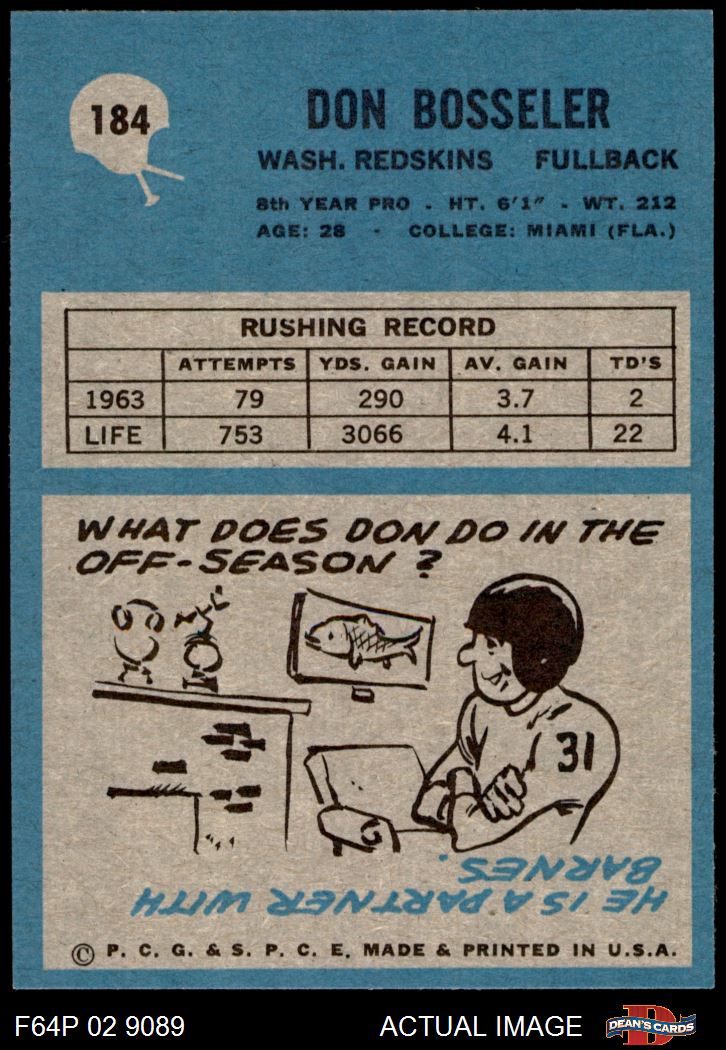 184
DON BOSSELER
WASH. REDSKINS FULLBACK
8th YEAR PRO - HT. 6'1" - WT. 212
AGE: 28 - COLLEGE: MIAMI (FLA.)
RUSHING RECORD
ATTEMPTS YDS. GAIN AV. GAIN TD'S
1963 79 290 3.7 2
LIFE 753 3066 4.1 22
WHAT DOES DON DO IN THE
OFF-SEASON?
31
HE IS A PARTNER WITH
BARNES.
© P. C. G. & S. P. C. E. MADE & PRINTED IN U.S.A.
F64P 02 9089 ACTUAL IMAGE D DEAN'S CARDS